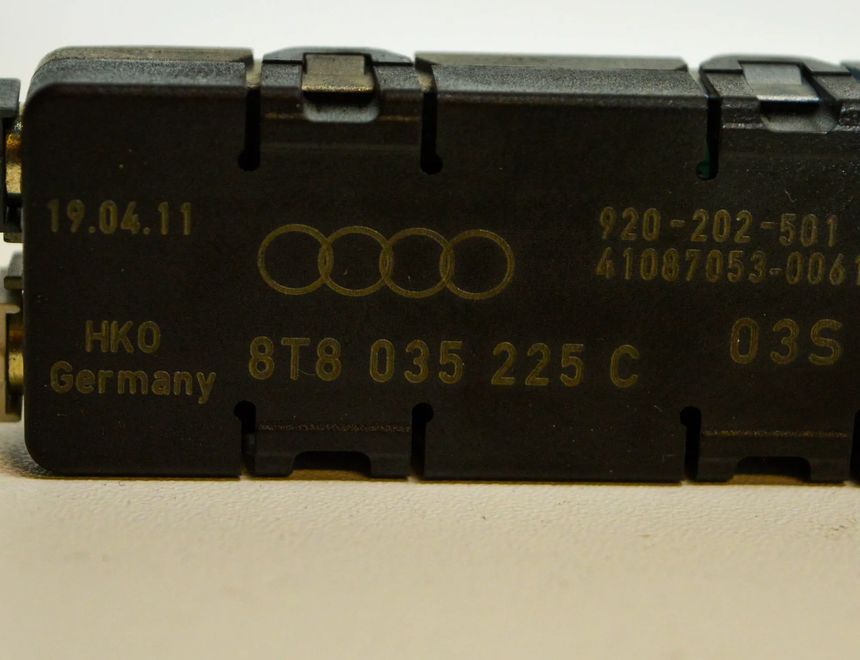 19.04.11
920-202-501
41087053-0061
HKO
Germany
8T8 035 225 C
03S